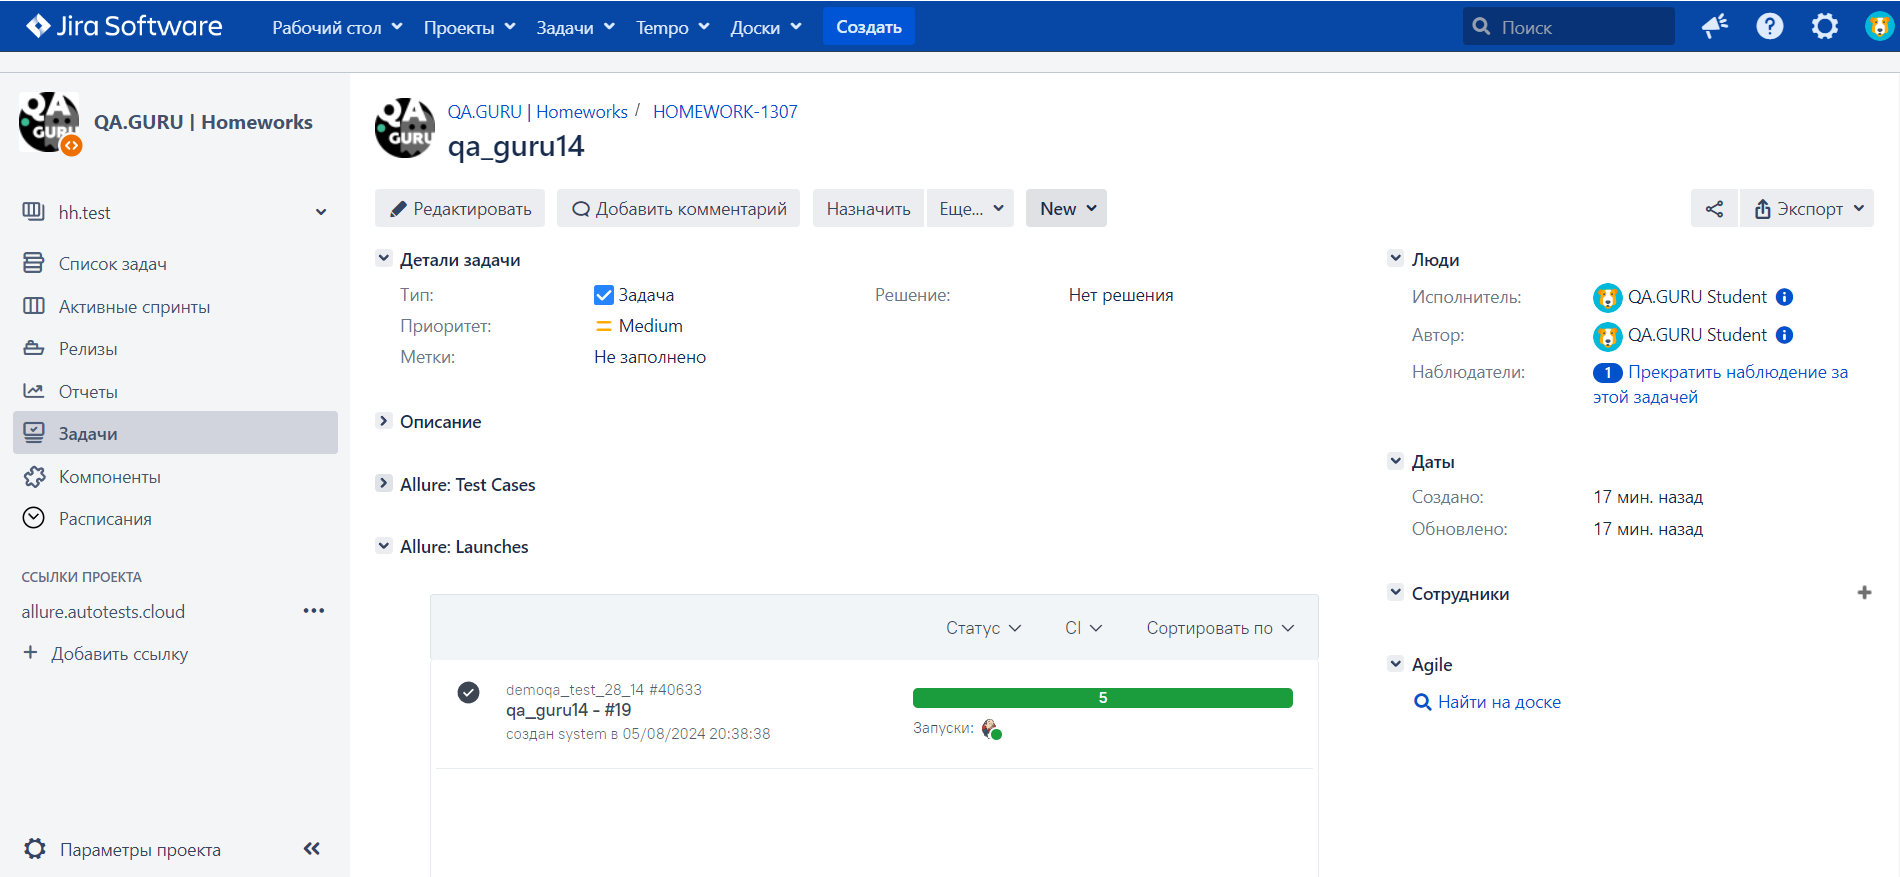 Jira Software
Рабочий стол Проекты Задачи Tempo Доски Создать Поиск
QA GURU
QA.GURU | Homeworks
hh.test
Список задач
Активные спринты
Релизы
Отчеты
Задачи
Компоненты
Расписания
ССЫЛКИ ПРОЕКТА
allure.autotests.cloud
Добавить ссылку
Параметры проекта
QA GURU
QA.GURU | Homeworks / HOMEWORK-1307
qa_guru14
Редактировать Добавить комментарий Назначить Еще... New Экспорт
Детали задачи
Тип: Задача Решение: Нет решения
Приоритет: Medium
Метки: Не заполнено
Описание
Allure: Test Cases
Allure: Launches
Статус CI Сортировать по
demoqa_test_28_14 #40633
qa_guru14 - #19
создан system в 05/08/2024 20:38:38
5
Запуски:
Люди
Исполнитель: QA.GURU Student
Автор: QA.GURU Student
Наблюдатели: 1 Прекратить наблюдение за
этой задачей
Даты
Создано: 17 мин. назад
Обновлено: 17 мин. назад
Сотрудники
Agile
Найти на доске